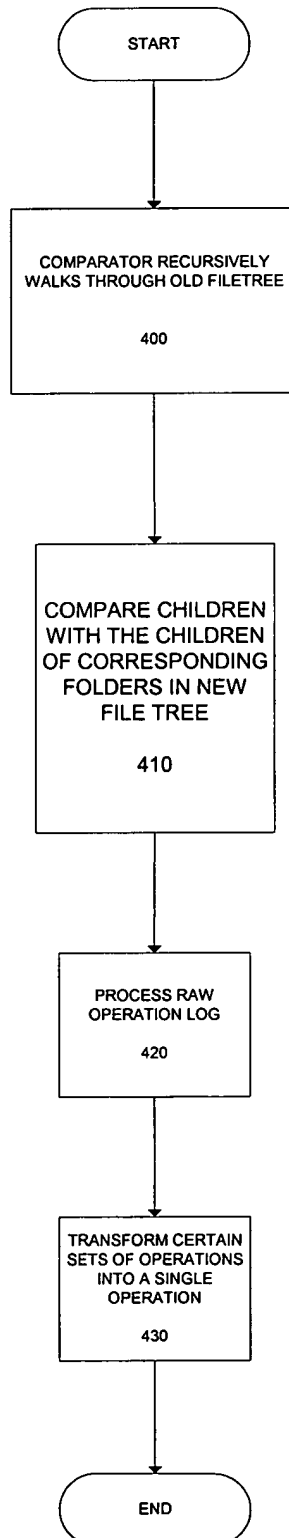 START
COMPARATOR RECURSIVELY
WALKS THROUGH OLD FILETREE
400
COMPARE CHILDREN
WITH THE CHILDREN
OF CORRESPONDING
FOLDERS IN NEW
FILE TREE
410
PROCESS RAW
OPERATION LOG
420
TRANSFORM CERTAIN
SETS OF OPERATIONS
INTO A SINGLE
OPERATION
430
END